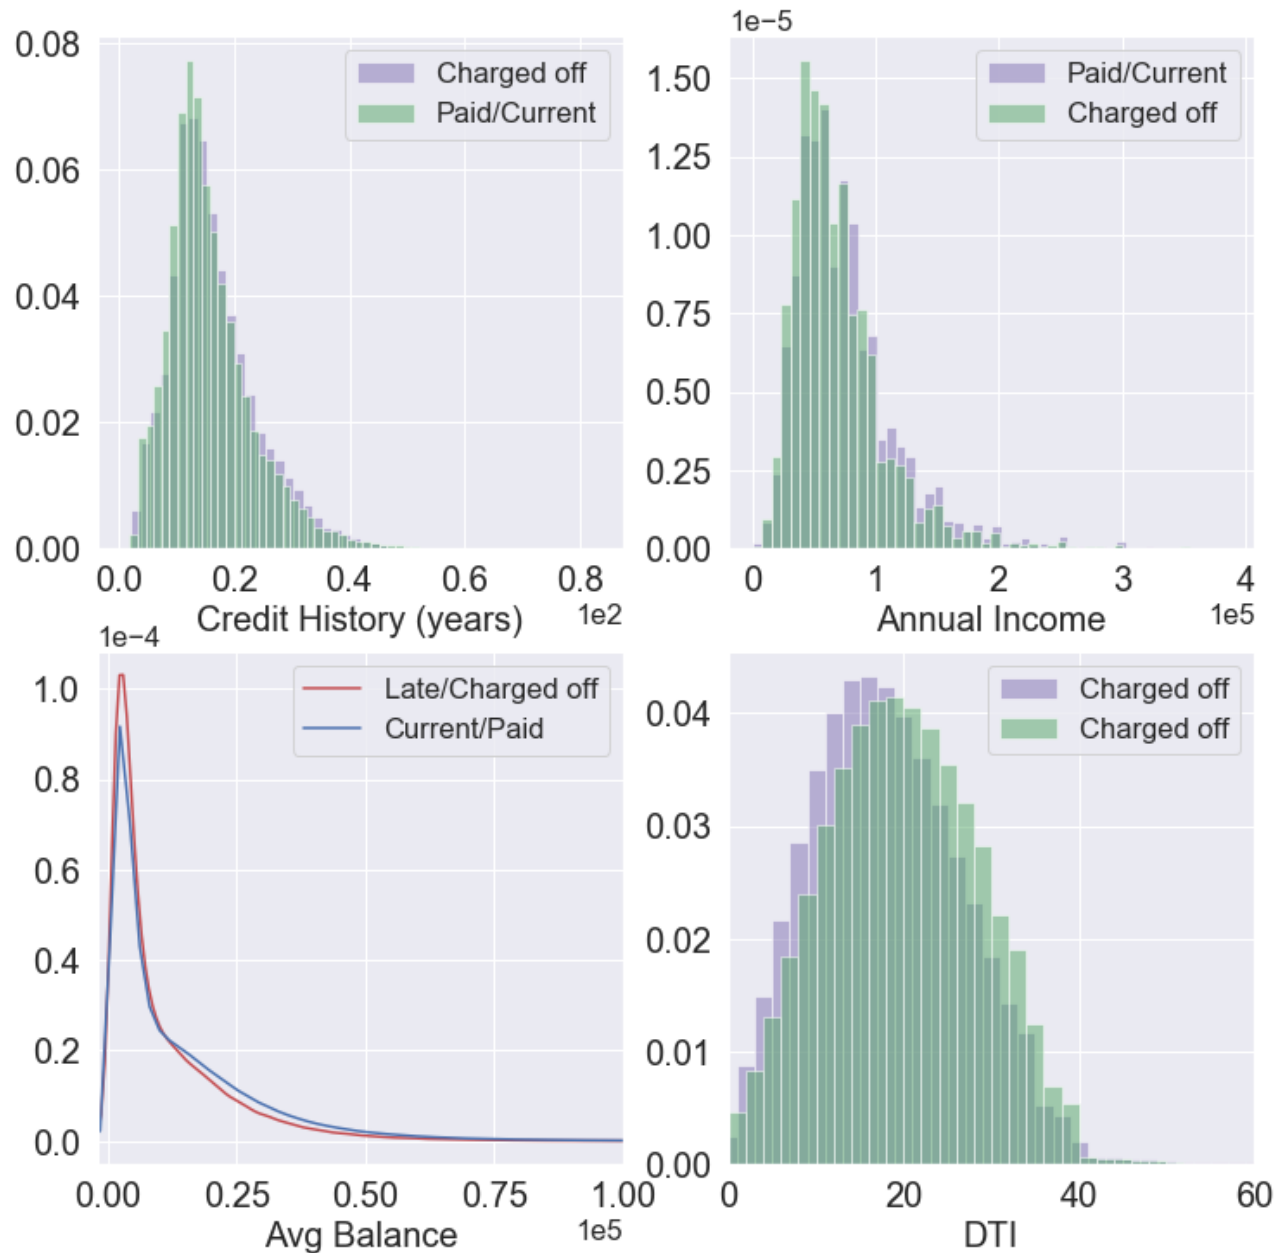 0.08
0.06
0.04
0.02
0.00
Charged off
Paid/Current
0.0 0.2 0.4 0.6 0.8
Credit History (years) 1e2
1e−5
1.50
1.25
1.00
0.75
0.50
0.25
0.00
Paid/Current
Charged off
0 1 2 3 4
Annual Income 1e5
1e−4
1.0
0.8
0.6
0.4
0.2
0.0
Late/Charged off
Current/Paid
0.00 0.25 0.50 0.75 1.00
Avg Balance 1e5
0.04
0.03
0.02
0.01
0.00
Charged off
Charged off
0 20 40 60
DTI